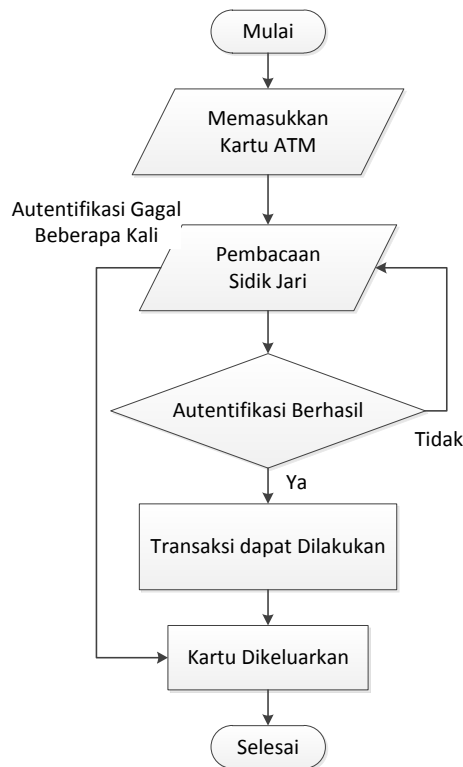 Mulai
Memasukkan
Kartu ATM
Autentifikasi Gagal
Beberapa Kali
Pembacaan
Sidik Jari
Autentifikasi Berhasil
Tidak
Ya
Transaksi dapat Dilakukan
Kartu Dikeluarkan
Selesai